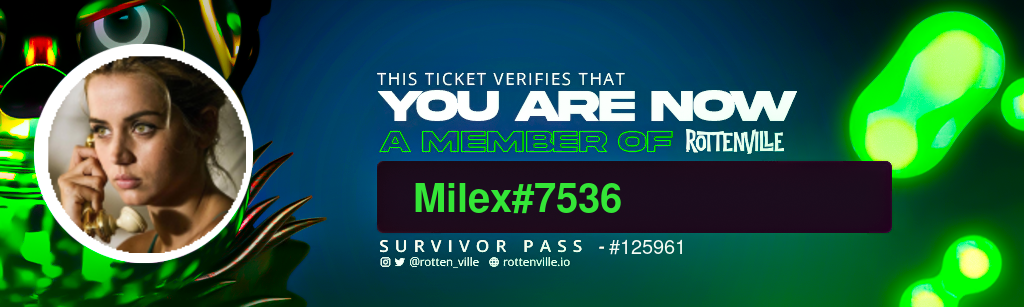 THIS TICKET VERIFIES THAT
YOU ARE NOW
A MEMBER OF ROTTENVILLE
Milex#7536
SURVIVOR PASS - #125961
@rotten_ville rottenville.io